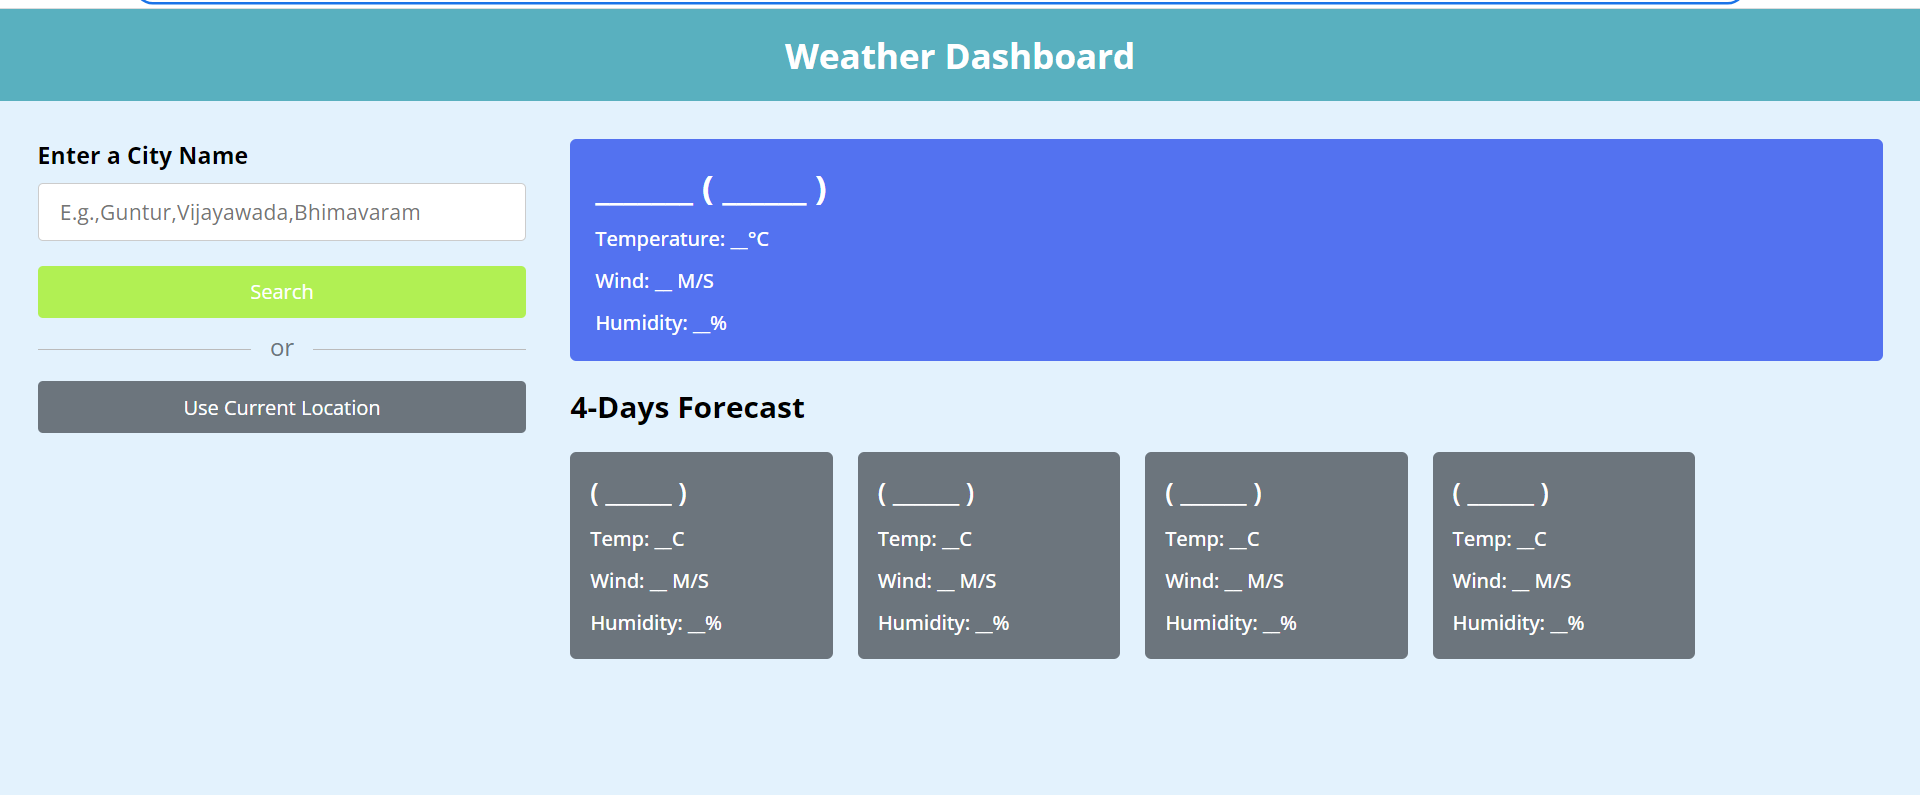 Weather Dashboard
Enter a City Name
E.g.,Guntur,Vijayawada,Bhimavaram
Search
or
Use Current Location
_______ ( ______ )
Temperature: __°C
Wind: __ M/S
Humidity: __%
4-Days Forecast
( ______ )
Temp: __C
Wind: __ M/S
Humidity: __%
( ______ )
Temp: __C
Wind: __ M/S
Humidity: __%
( ______ )
Temp: __C
Wind: __ M/S
Humidity: __%
( ______ )
Temp: __C
Wind: __ M/S
Humidity: __%